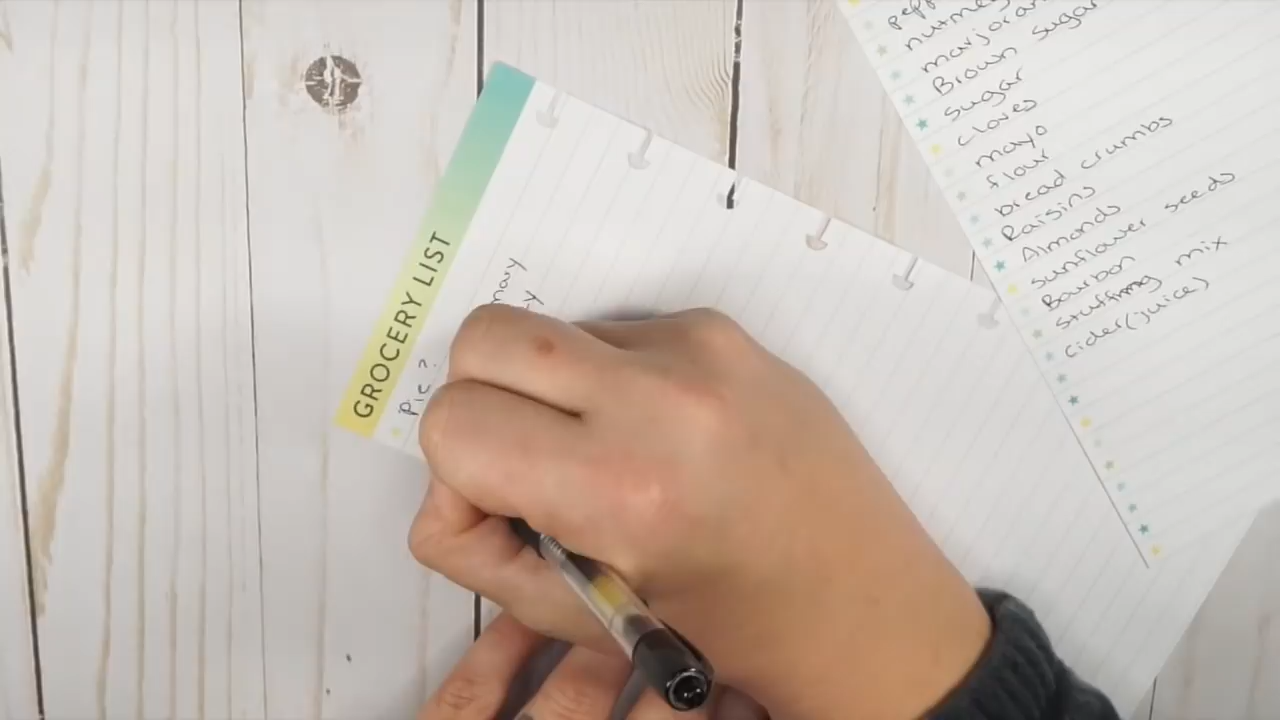 GROCERY LIST
pie?
nutmeg
marjoram
Brown sugar
sugar
cloves
mayo
flour
bread crumbs
Raisins
Almonds
sunflower seeds
Bourbon
stuffing mix
cider(juice)